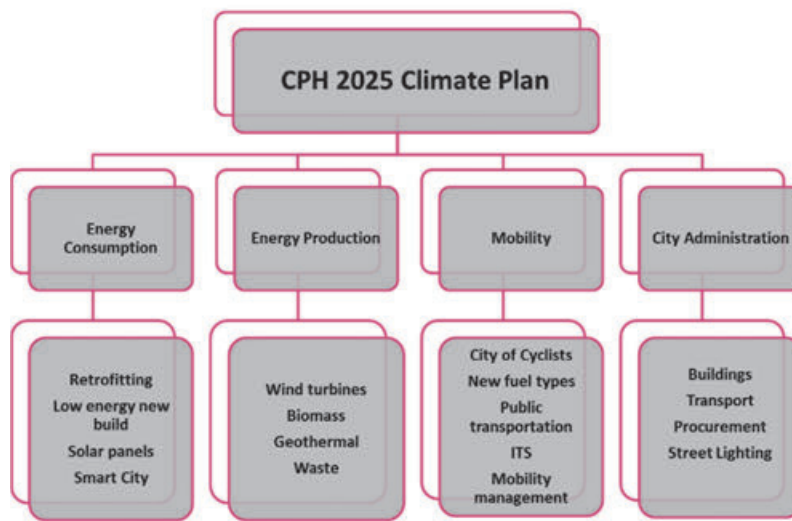 CPH 2025 Climate Plan
Energy
Consumption
Energy Production
Mobility
City Administration
Retrofitting
Low energy new
build
Solar panels
Smart City
Wind turbines
Biomass
Geothermal
Waste
City of Cyclists
New fuel types
Public
transportation
ITS
Mobility
management
Buildings
Transport
Procurement
Street Lighting